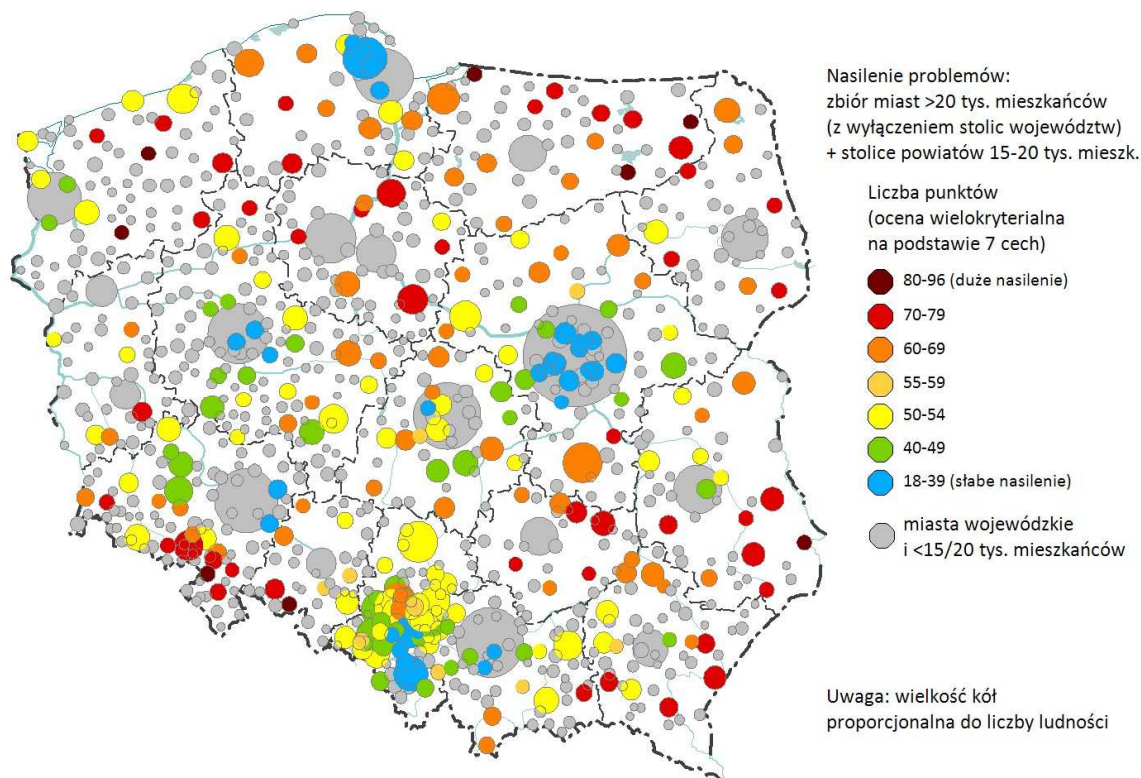 Nasilenie problemów:
zbiór miast >20 tys. mieszkańców
(z wyłączeniem stolic województw)
+ stolice powiatów 15-20 tys. mieszk.
Liczba punktów
(ocena wielokryterialna
na podstawie 7 cech)
80-96 (duże nasilenie)
70-79
60-69
55-59
50-54
40-49
18-39 (słabe nasilenie)
miasta wojewódzkie
i <15/20 tys. mieszkańców
Uwaga: wielkość kół
proporcjonalna do liczby ludności